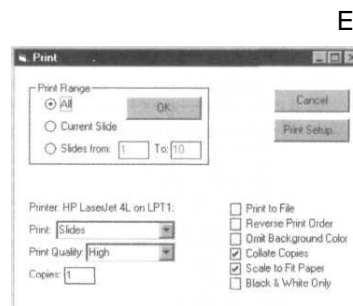 E
Print
Print Range
All
OK
Cancel
Current Slide
Print Setup...
Slides from: 1 To: 10
Printer: HP LaserJet 4L on LPT1:
Print: Slides
Print Quality: High
Copies: 1
Print to File
Reverse Print Order
Omit Background Color
Collate Copies
Scale to Fit Paper
Black & White Only